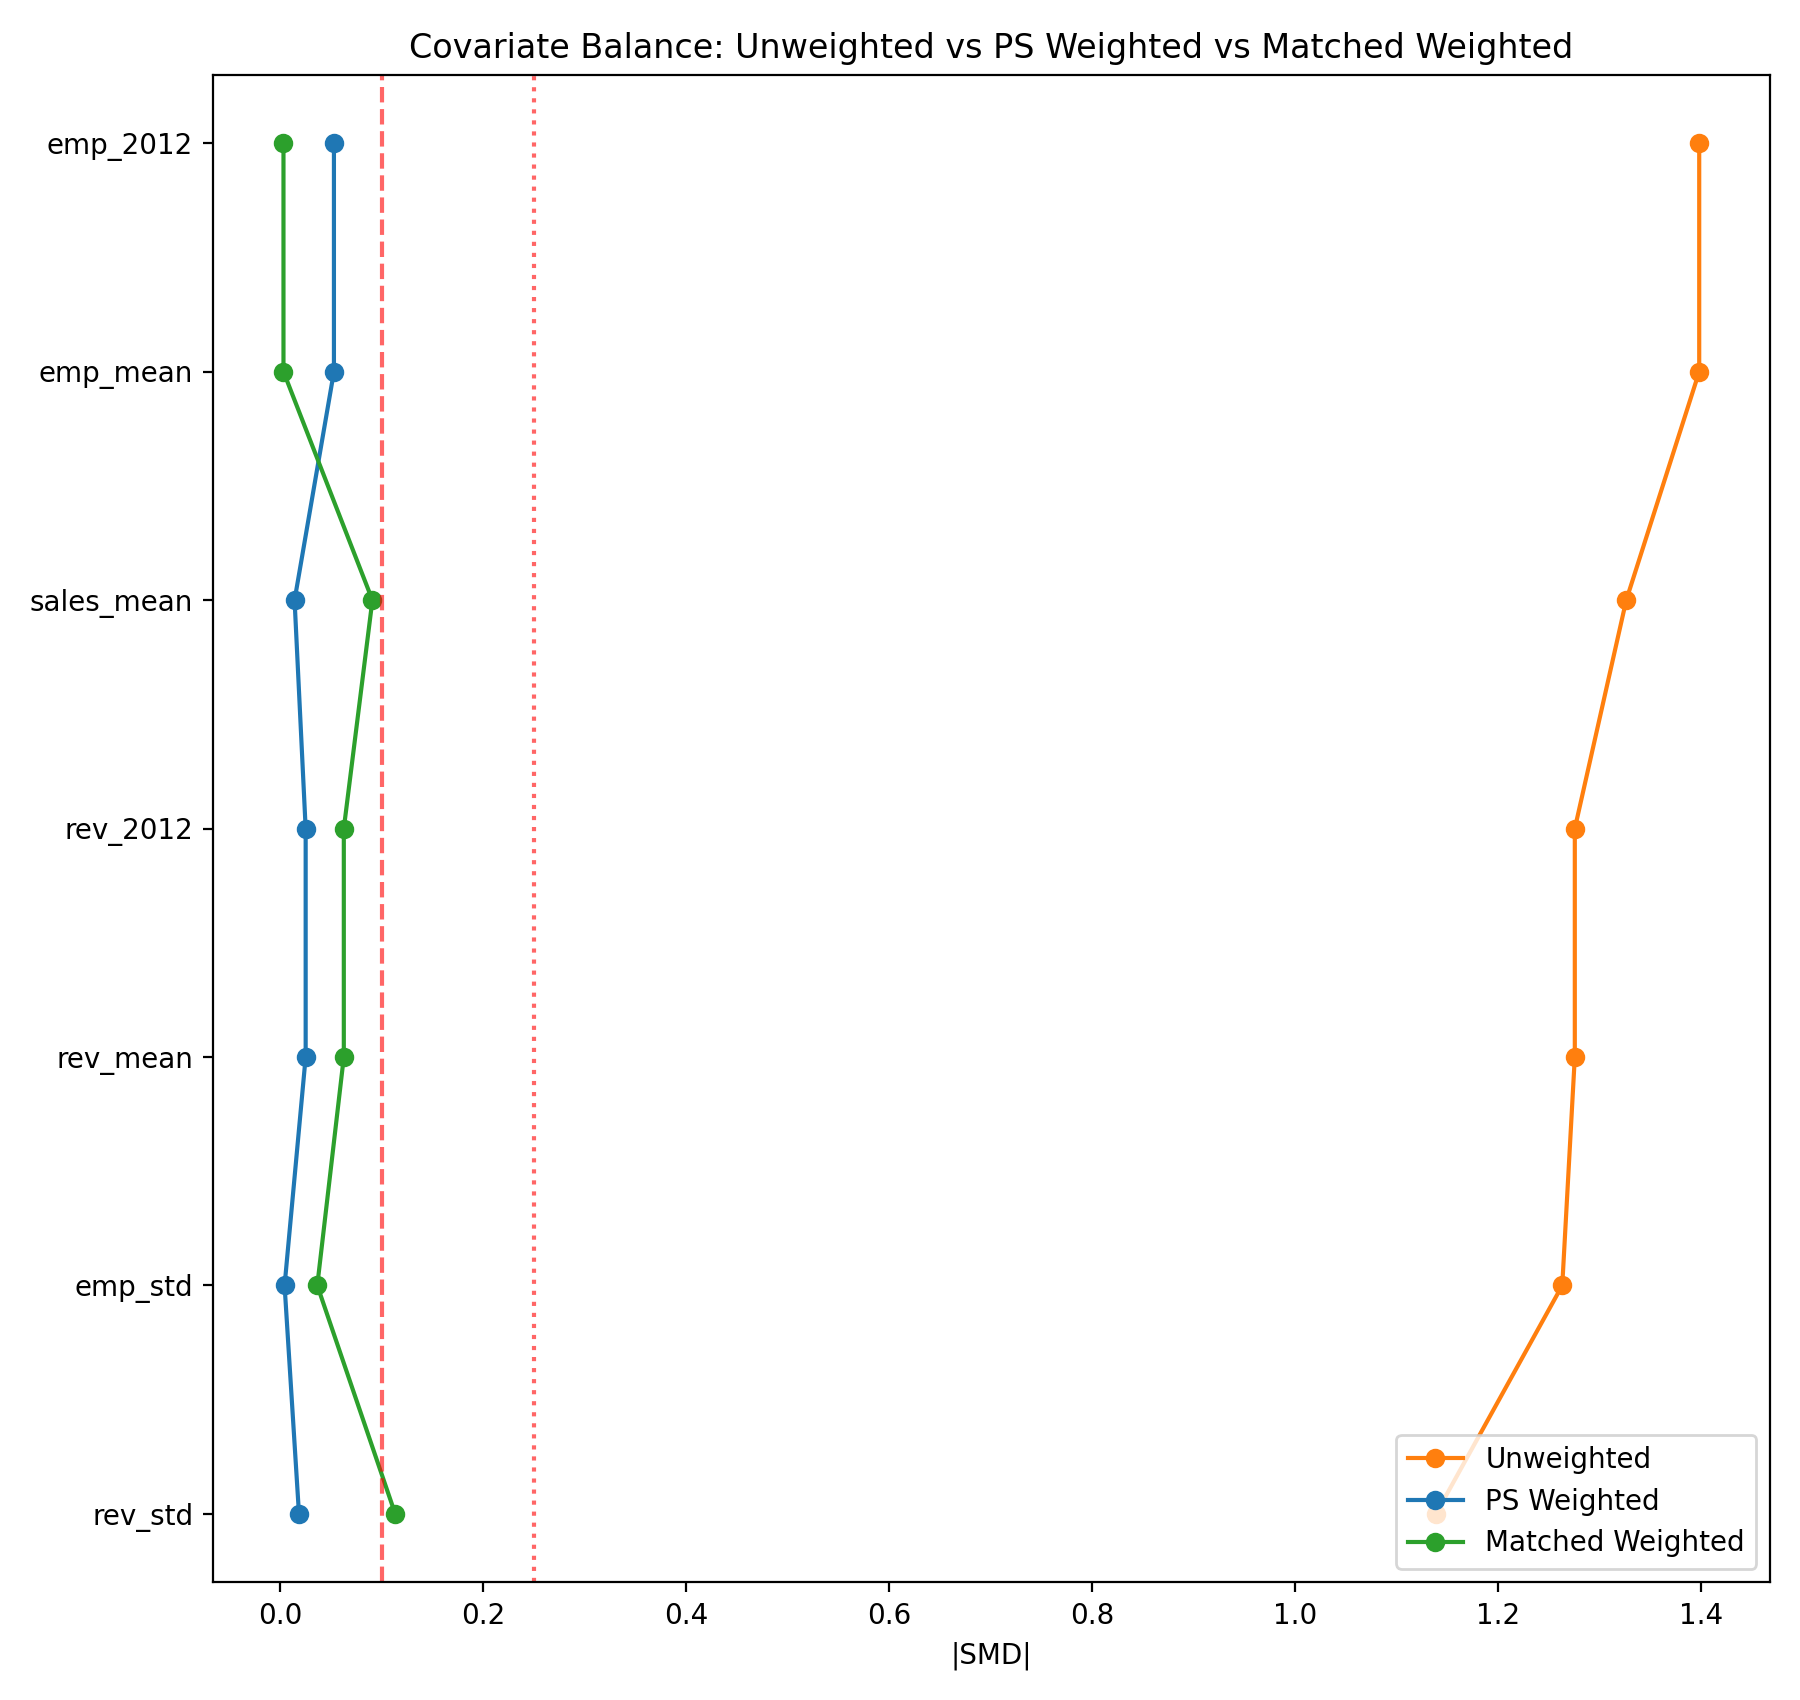 Covariate Balance: Unweighted vs PS Weighted vs Matched Weighted
emp_2012
emp_mean
sales_mean
rev_2012
rev_mean
emp_std
rev_std
Unweighted
PS Weighted
Matched Weighted
0.0 0.2 0.4 0.6 0.8 1.0 1.2 1.4
|SMD|